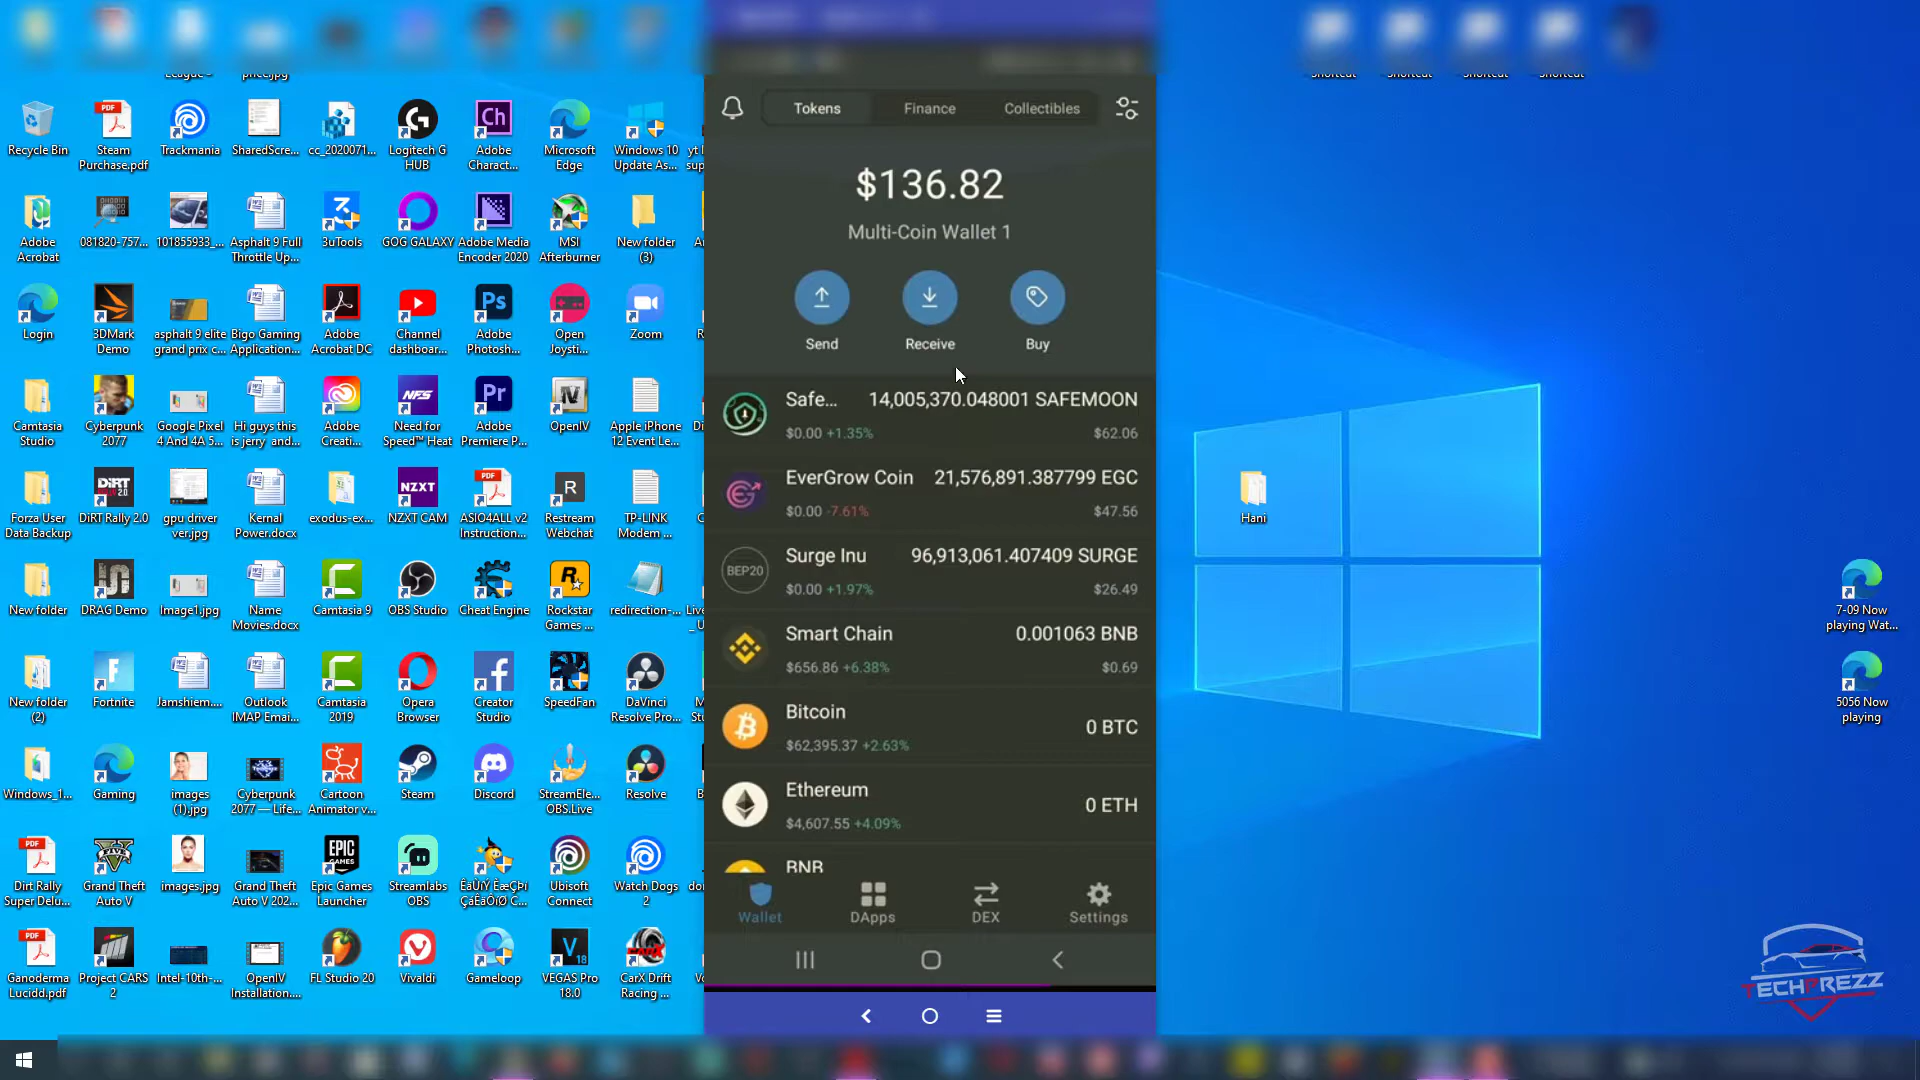 Recycle Bin
Steam
Purchase.pdf
Trackmania
SharedScre...
cc_2020071...
Logitech G
HUB
Adobe
Charact...
Microsoft
Edge
Windows 10
Update As...
Adobe
Acrobat
081820-757...
101855933_...
Asphalt 9 Full
Throttle Up...
3uTools
GOG GALAXY
Adobe Media
Encoder 2020
MSI
Afterburner
New folder
(3)
Login
3DMark
Demo
asphalt 9 elite
grand prix c...
Bigo Gaming
Application...
Adobe
Acrobat DC
Channel
dashboar...
Adobe
Photosh...
Open
Joysti...
Zoom
Camtasia
Studio
Cyberpunk
2077
Google Pixel
4 And 4A 5...
Hi guys this
is jerry and...
Adobe
Creati...
Need for
Speed™ Heat
Adobe
Premiere P...
OpenIV
Apple iPhone
12 Event Le...
Forza User
Data Backup
DiRT Rally 2.0
gpu driver
ver.jpg
Kernal
Power.docx
exodus-ex...
NZXT CAM
ASIO4ALL v2
Instruction...
Restream
Webchat
TP-LINK
Modem ...
New folder
DRAG Demo
Image1.jpg
Name
Movies.docx
Camtasia 9
OBS Studio
Cheat Engine
Rockstar
Games ...
redirection-...
New folder
(2)
Fortnite
Jamshiem....
Outlook
IMAP Emai...
Camtasia
2019
Opera
Browser
Creator
Studio
SpeedFan
DaVinci
Resolve Pro...
Windows_1...
Gaming
images
(1).jpg
Cyberpunk
2077 — Life...
Cartoon
Animator v...
Steam
Discord
StreamEle...
OBS.Live
Resolve
Dirt Rally
Super Delu...
Grand Theft
Auto V
images.jpg
Grand Theft
Auto V 202...
Epic Games
Launcher
Streamlabs
OBS
Ubisoft
Connect
Watch Dogs
2
Ganoderma
Lucidd.pdf
Project CARS
2
Intel-10th-...
OpenIV
Installation....
FL Studio 20
Vivaldi
Gameloop
VEGAS Pro
18.0
CarX Drift
Racing ...
Tokens
Finance
Collectibles
$136.82
Multi-Coin Wallet 1
Send
Receive
Buy
Safe... 14,005,370.048001 SAFEMOON
$0.00 +1.35% $62.06
EverGrow Coin 21,576,891.387799 EGC
$0.00 -7.61% $47.56
BEP20
Surge Inu 96,913,061.407409 SURGE
$0.00 +1.97% $26.49
Smart Chain 0.001063 BNB
$656.86 +6.38% $0.69
Bitcoin 0 BTC
$62,395.37 +2.63%
Ethereum 0 ETH
$4,607.55 +4.09%
BNB
Wallet
DApps
DEX
Settings
Hani
7-09 Now
playing Wat...
5056 Now
playing
TECHPREZZ